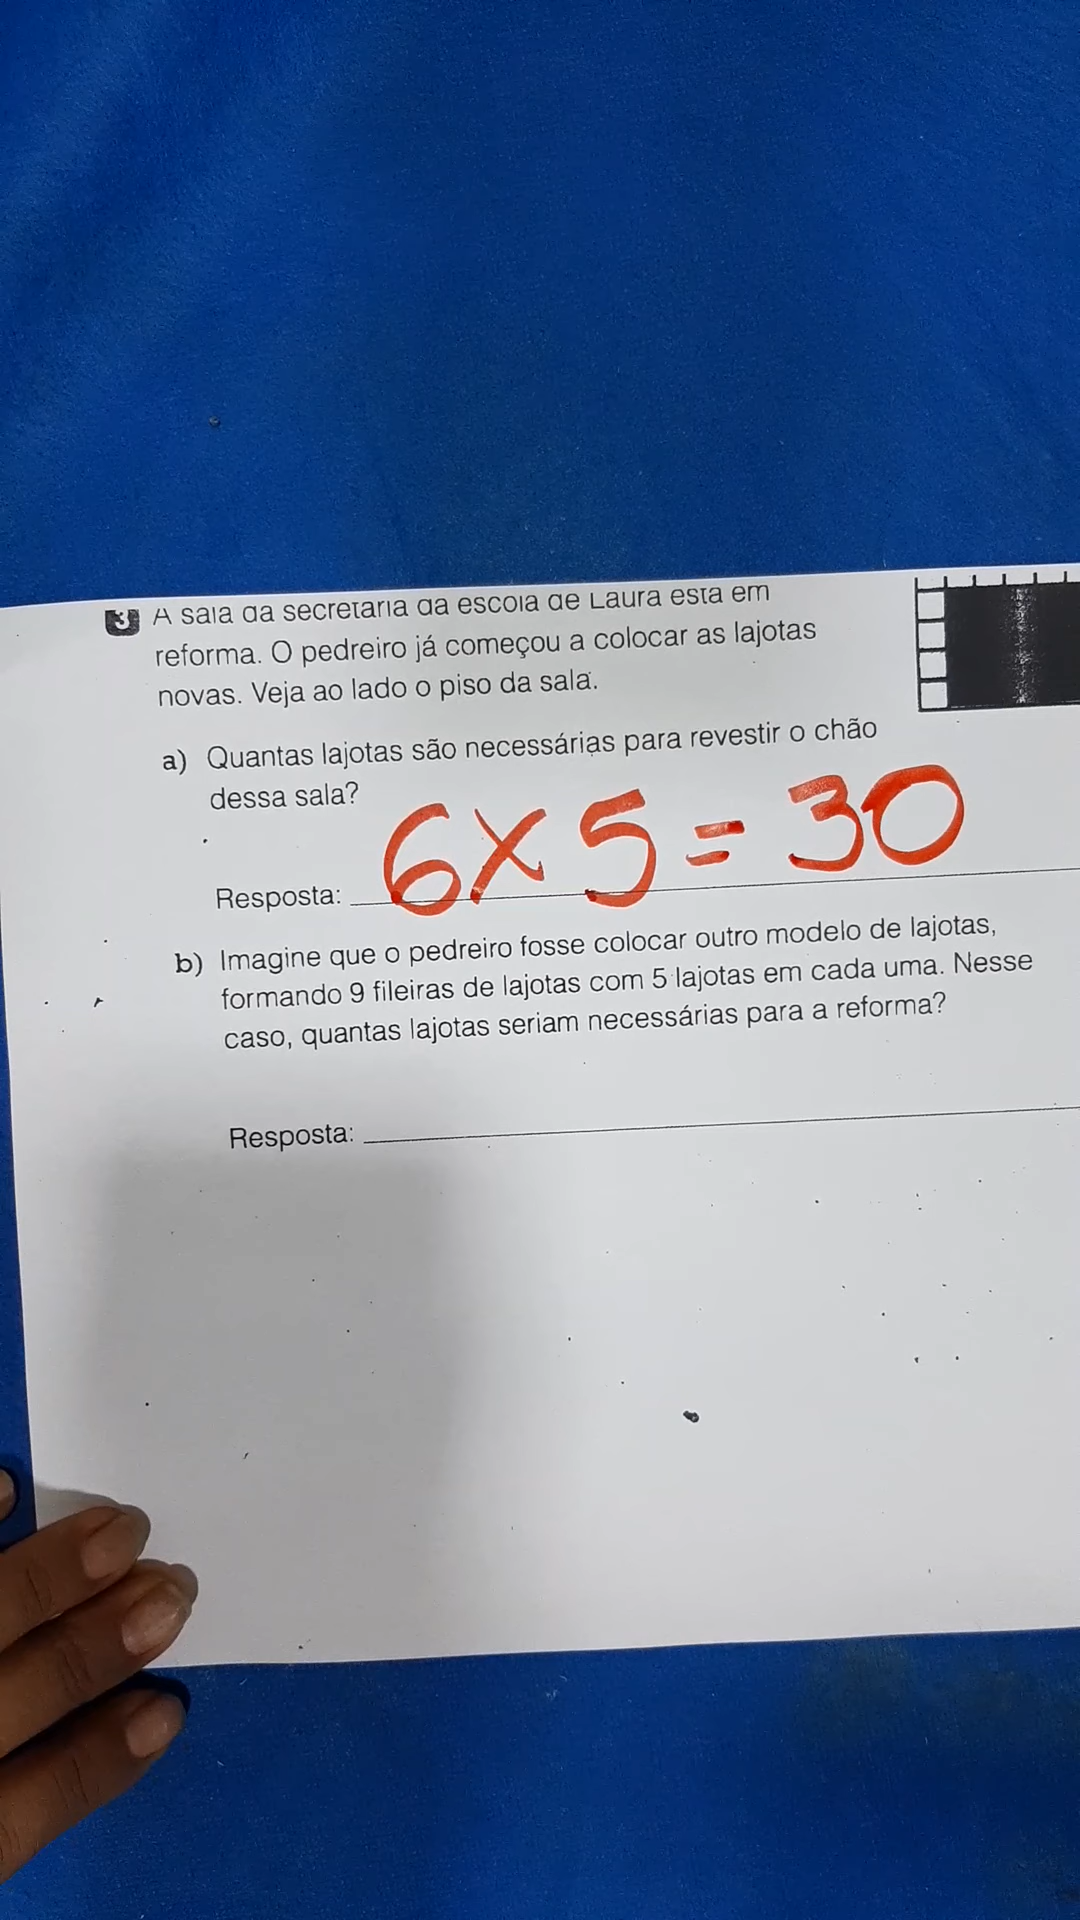 3 A sala da secretaria da escola de Laura está em
reforma. O pedreiro já começou a colocar as lajotas
novas. Veja ao lado o piso da sala.
a) Quantas lajotas são necessárias para revestir o chão
dessa sala?
6 x 5 = 30
Resposta:
b) Imagine que o pedreiro fosse colocar outro modelo de lajotas,
formando 9 fileiras de lajotas com 5 lajotas em cada uma. Nesse
caso, quantas lajotas seriam necessárias para a reforma?
Resposta: